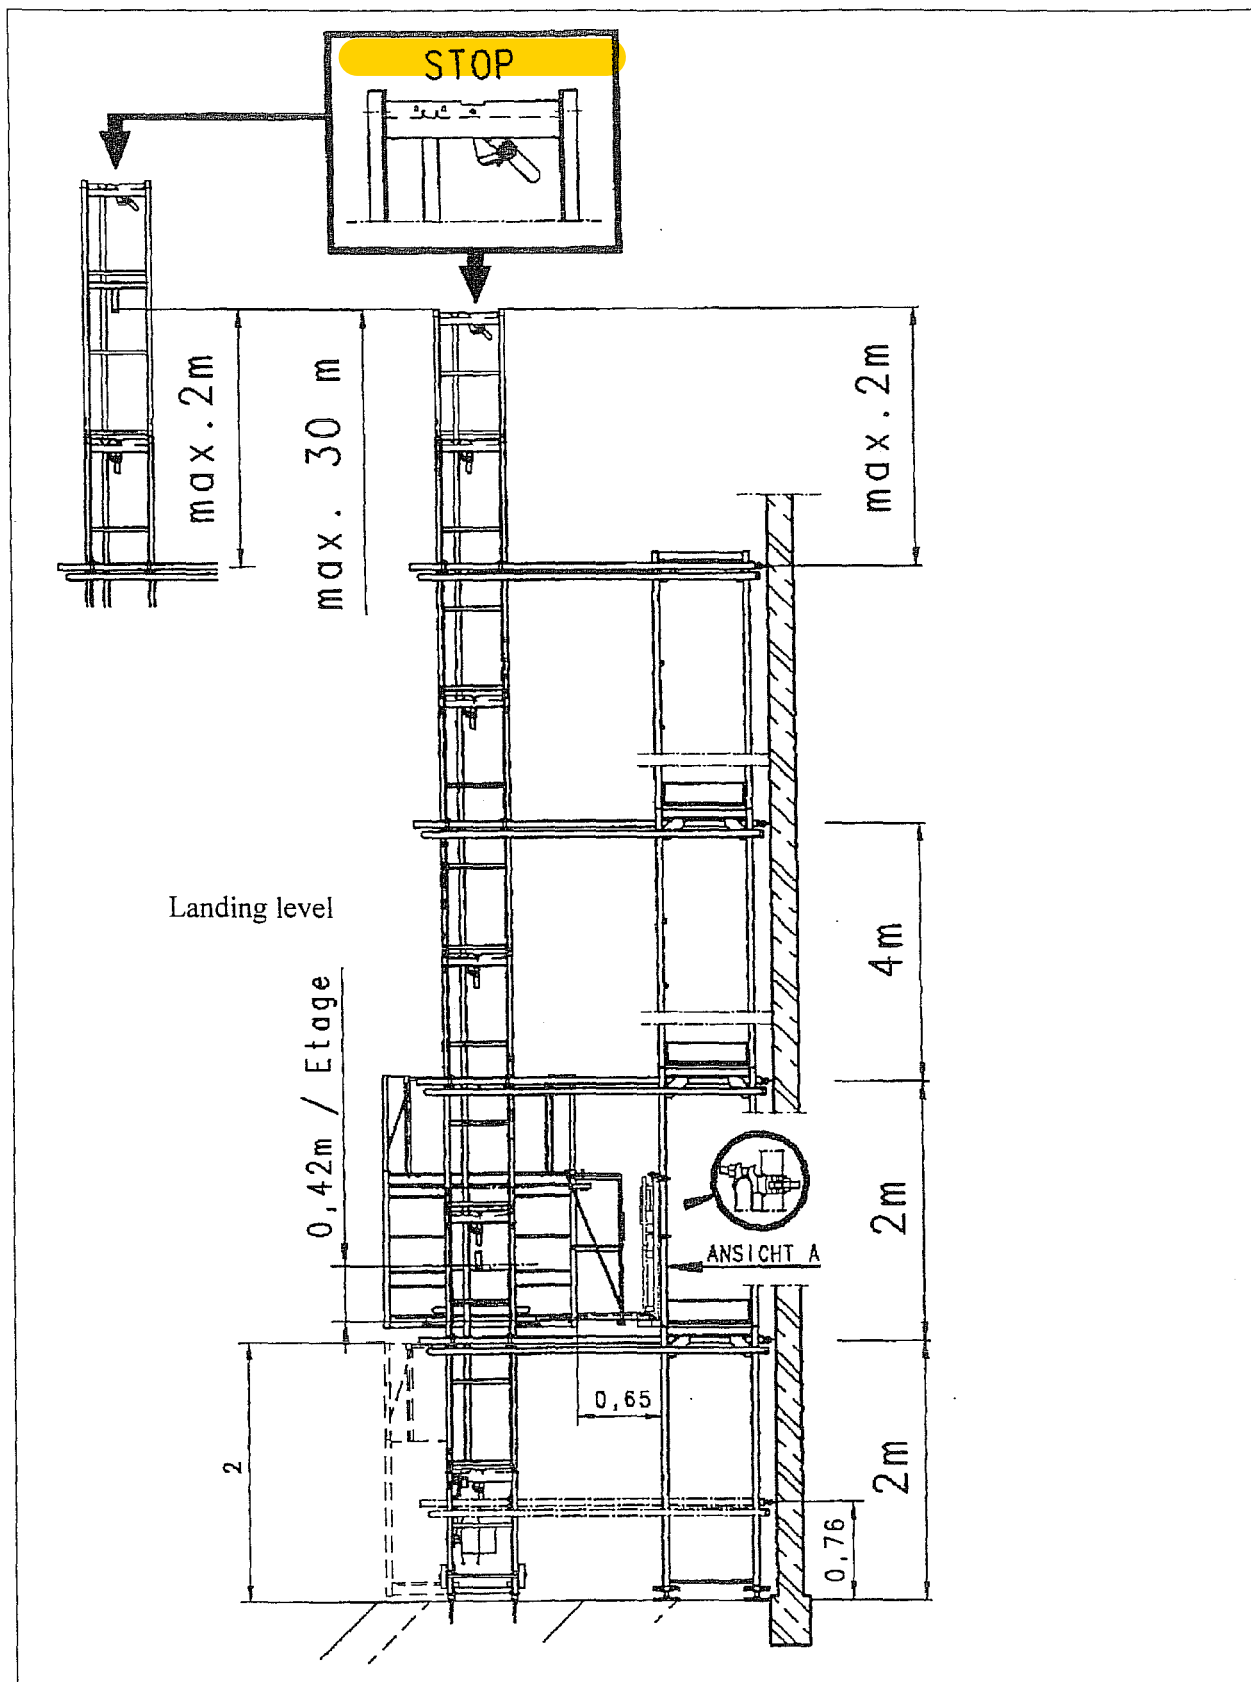 STOP
max.2m
max. 30 m
max.2m
Landing level
0,42m / Etage
4m
2m
ANSICHT A
0,65
2
2m
0,76